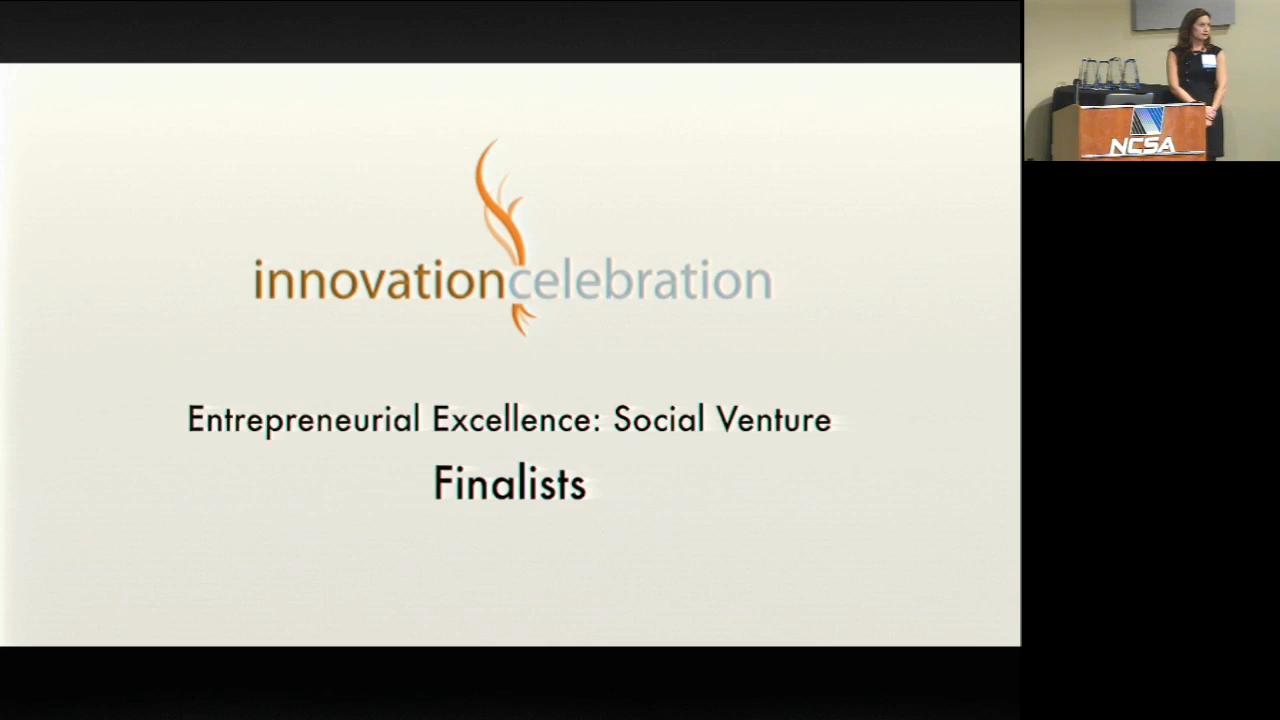 innovationcelebration
Entrepreneurial Excellence: Social Venture
Finalists
NCSA